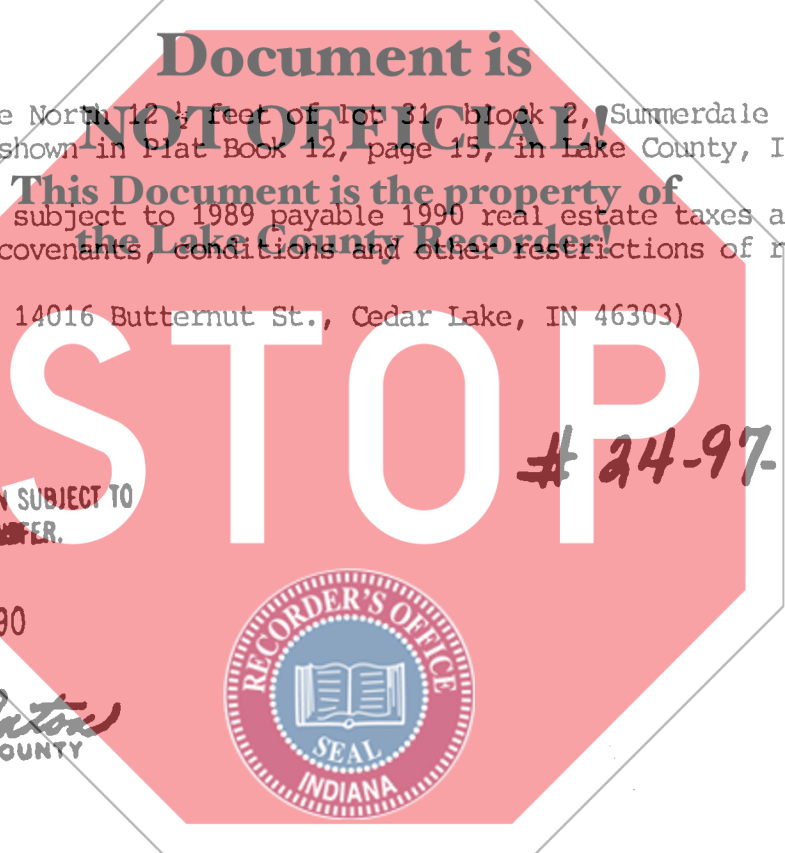 Document is
e North 12 ½ feet of lot 31, block 2, Summerdale
NOT OFFICIAL!
shown in Plat Book 12, page 15, in Lake County, I
This Document is the property of
subject to 1989 payable 1990 real estate taxes a
the Lake County Recorder!
covenants, conditions and other restrictions of r
14016 Butternut St., Cedar Lake, IN 46303)
STOP
# 24-97-
N SUBJECT TO
FER.
90
OUNTY
RECORDER'S OFFICE
SEAL
INDIANA